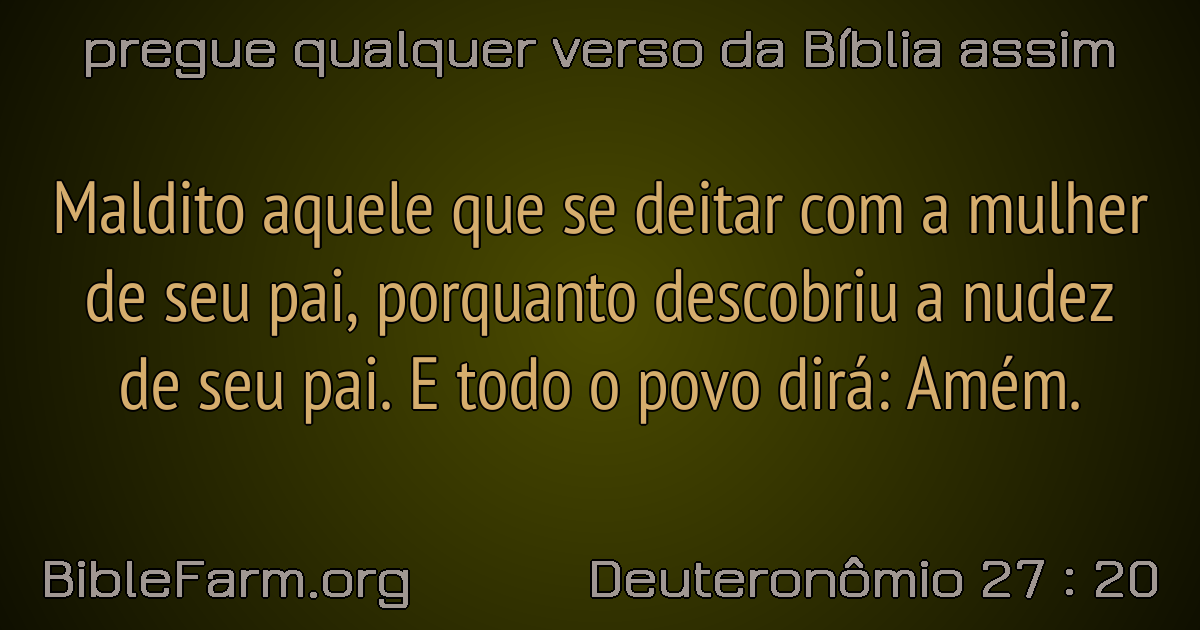 pregue qualquer verso da Bíblia assim
Maldito aquele que se deitar com a mulher
de seu pai, porquanto descobriu a nudez
de seu pai. E todo o povo dirá: Amém.
BibleFarm.org
Deuteronômio 27 : 20